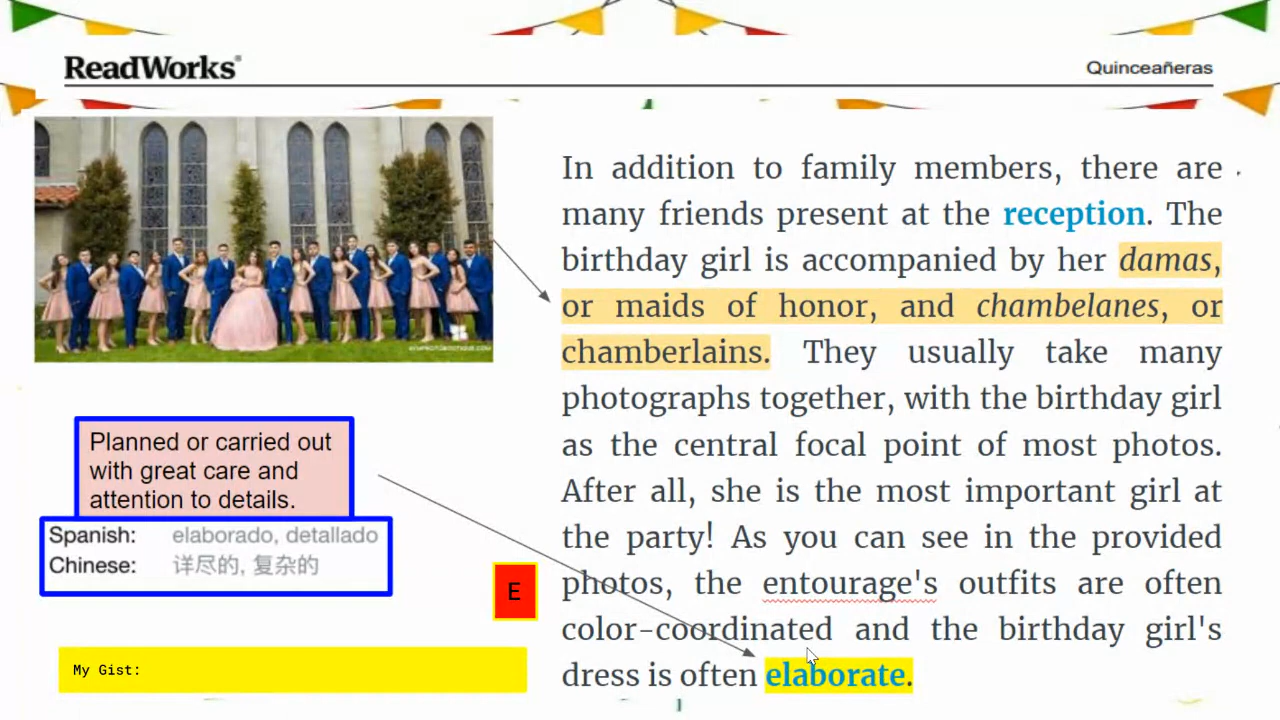 ReadWorks®
Quinceañeras
In addition to family members, there are
many friends present at the reception. The
birthday girl is accompanied by her damas,
or maids of honor, and chambelanes, or
chamberlains. They usually take many
photographs together, with the birthday girl
as the central focal point of most photos.
After all, she is the most important girl at
the party! As you can see in the provided
photos, the entourage's outfits are often
color-coordinated and the birthday girl's
dress is often elaborate.
Planned or carried out
with great care and
attention to details.
Spanish: elaborado, detallado
Chinese: 详尽的, 复杂的
E
My Gist: